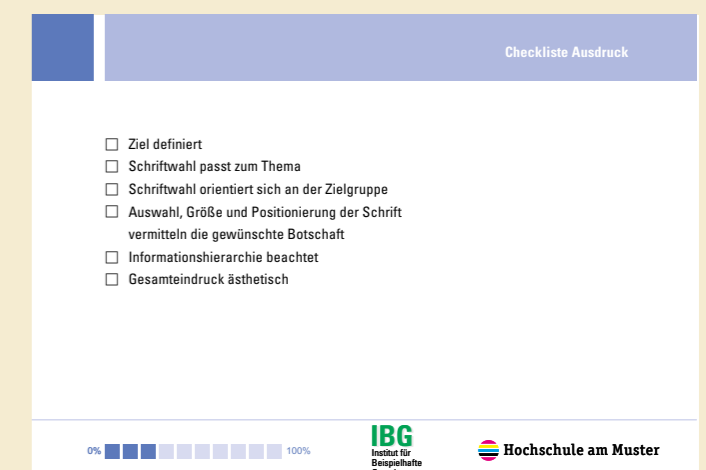 Checkliste Ausdruck
Ziel definiert
Schriftwahl passt zum Thema
Schriftwahl orientiert sich an der Zielgruppe
Auswahl, Größe und Positionierung der Schrift
vermitteln die gewünschte Botschaft
Informationshierarchie beachtet
Gesamteindruck ästhetisch
0% 100%
IBG
Institut für
Beispielhafte
Hochschule am Muster